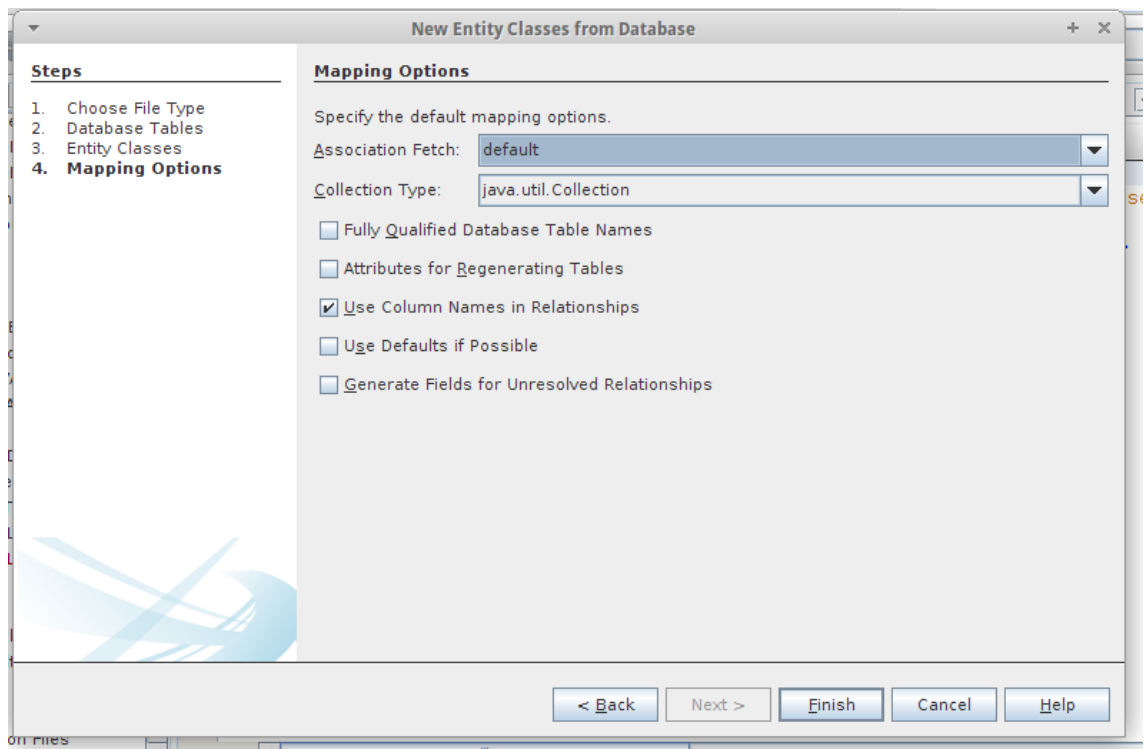 New Entity Classes from Database
Steps
1. Choose File Type
2. Database Tables
3. Entity Classes
4. Mapping Options
Mapping Options
Specify the default mapping options.
Association Fetch: default
Collection Type: java.util.Collection
Fully Qualified Database Table Names
Attributes for Regenerating Tables
Use Column Names in Relationships
Use Defaults if Possible
Generate Fields for Unresolved Relationships
< Back Next > Finish Cancel Help
on Files